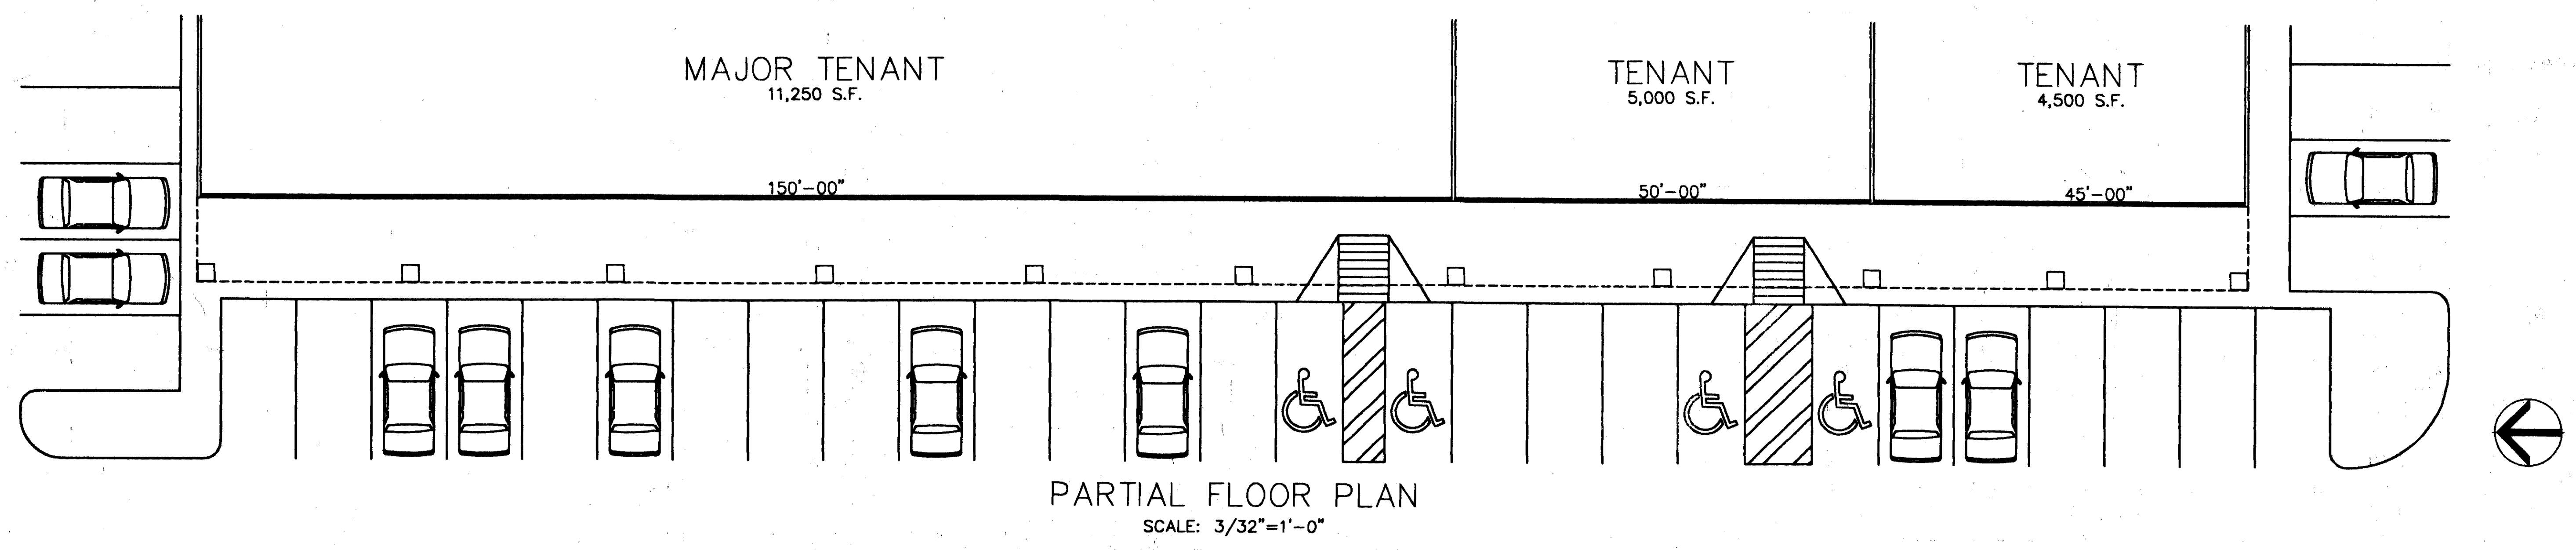 MAJOR TENANT
11,250 S.F.
TENANT
5,000 S.F.
TENANT
4,500 S.F.
150'-00"
50'-00"
45'-00"
PARTIAL FLOOR PLAN
SCALE: 3/32"=1'-0"